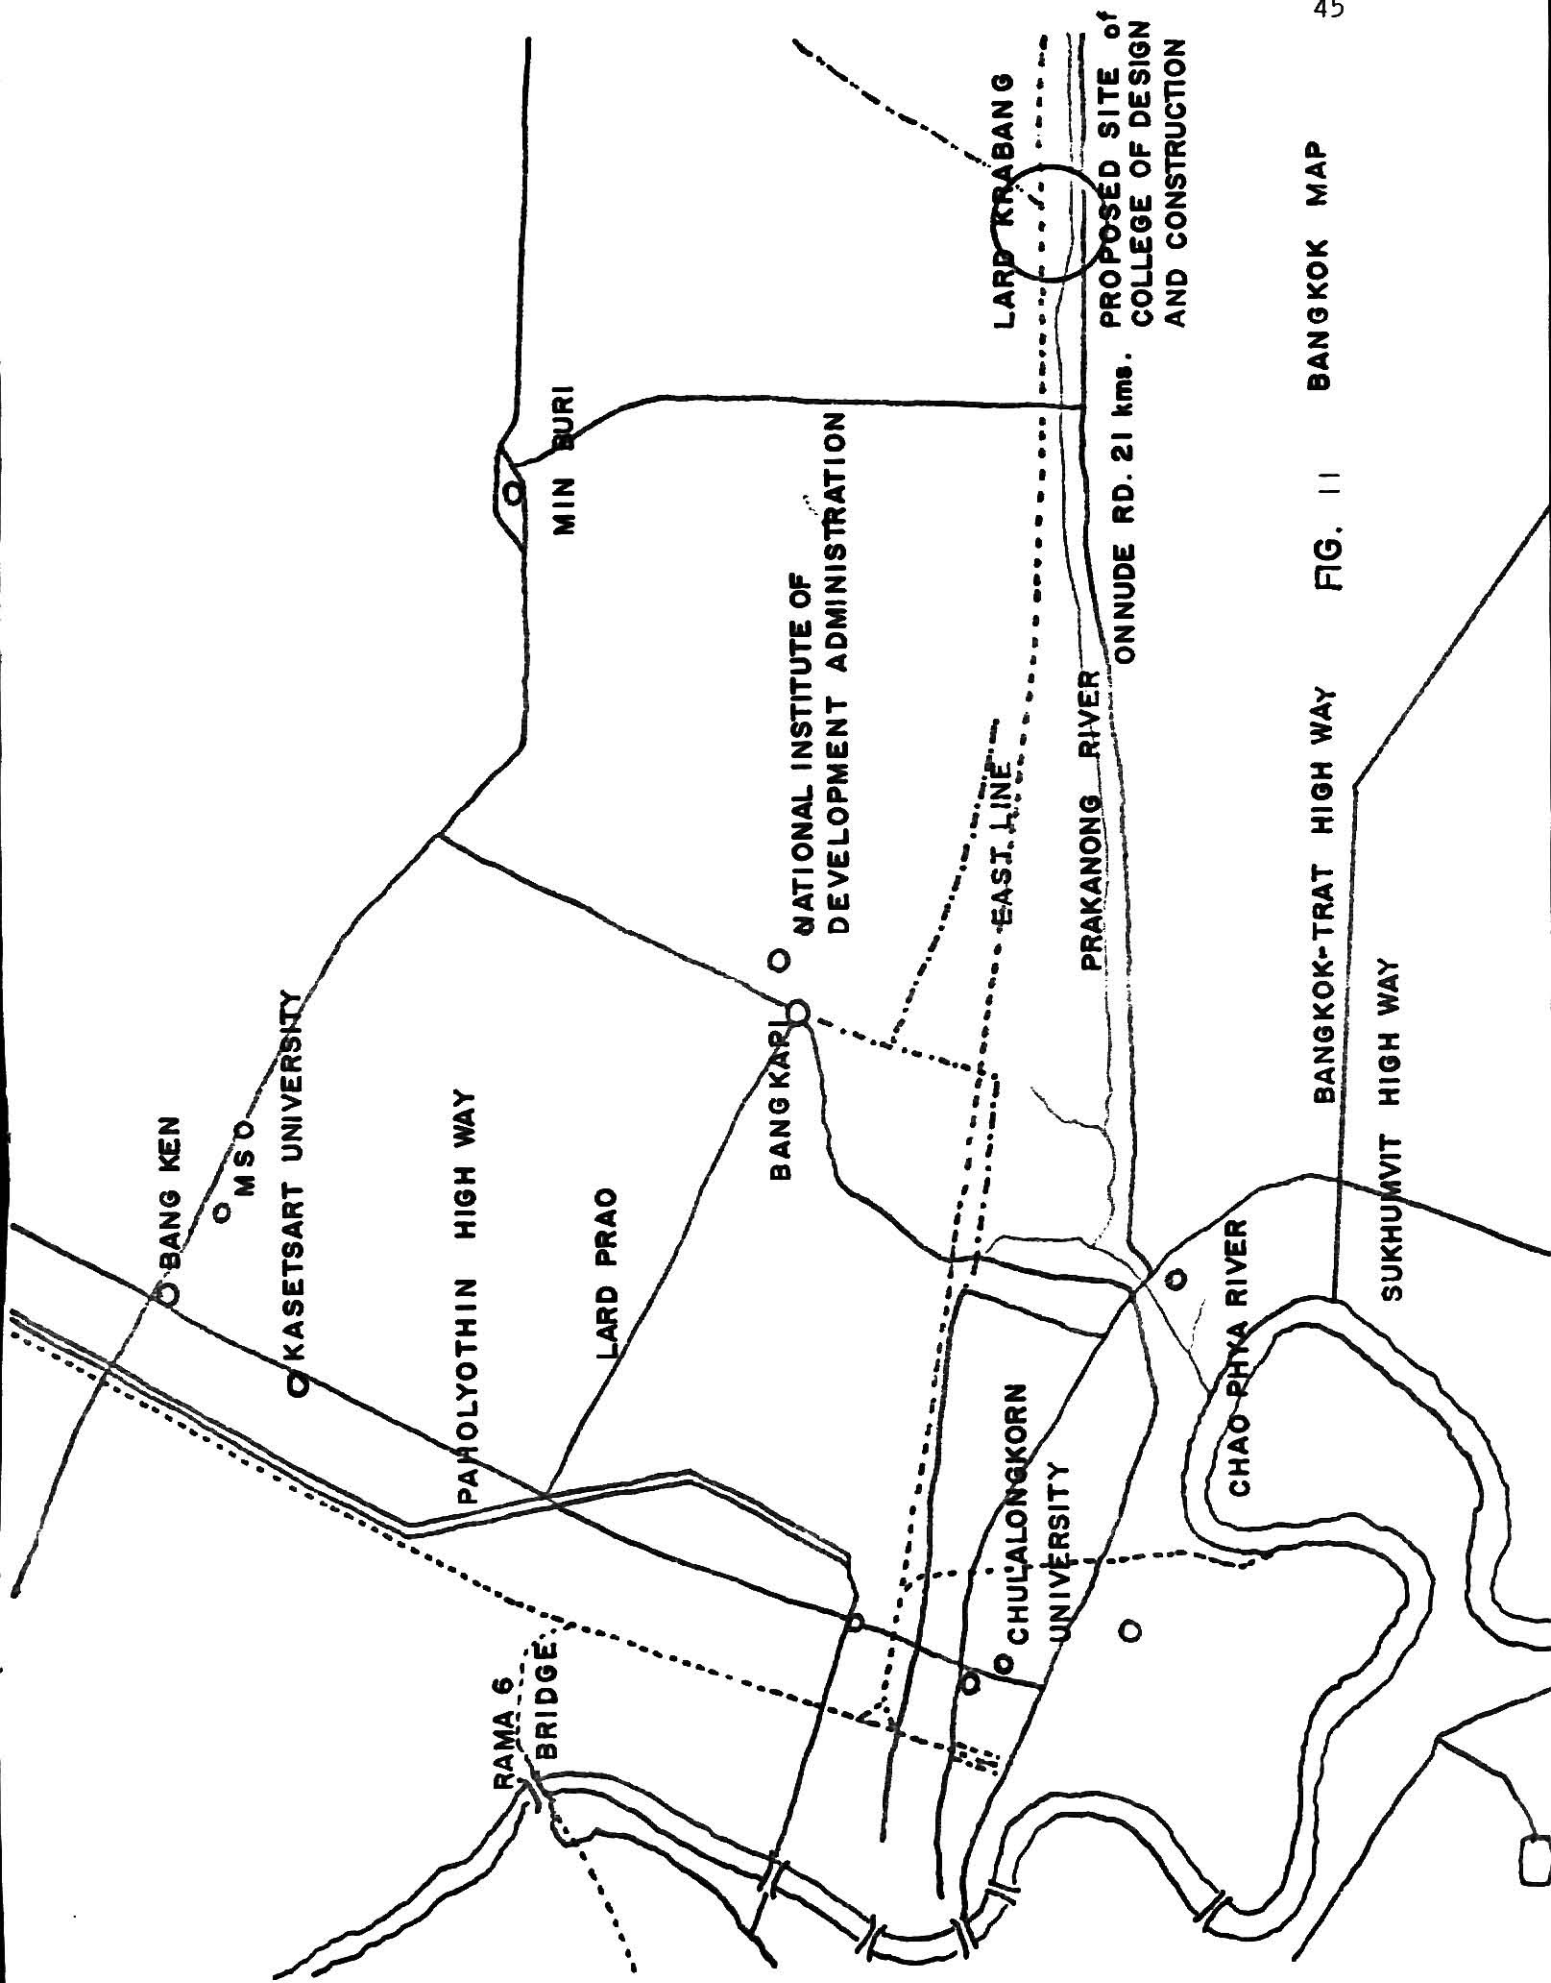 45
BANG KEN
M S O
KASETSART UNIVERSITY
PAHOLYOTHIN HIGH WAY
LARD PRAO
RAMA 6
BRIDGE
MIN BURI
BANG KAPI
NATIONAL INSTITUTE OF
DEVELOPMENT ADMINISTRATION
EAST LINE
LARD KRABANG
PRAKANONG RIVER
ONNUDE RD. 21 kms.
PROPOSED SITE of
COLLEGE OF DESIGN
AND CONSTRUCTION
CHULALONGKORN
UNIVERSITY
CHAO PHYA RIVER
BANGKOK-TRAT HIGH WAY
SUKHUMVIT HIGH WAY
FIG. 11 BANGKOK MAP